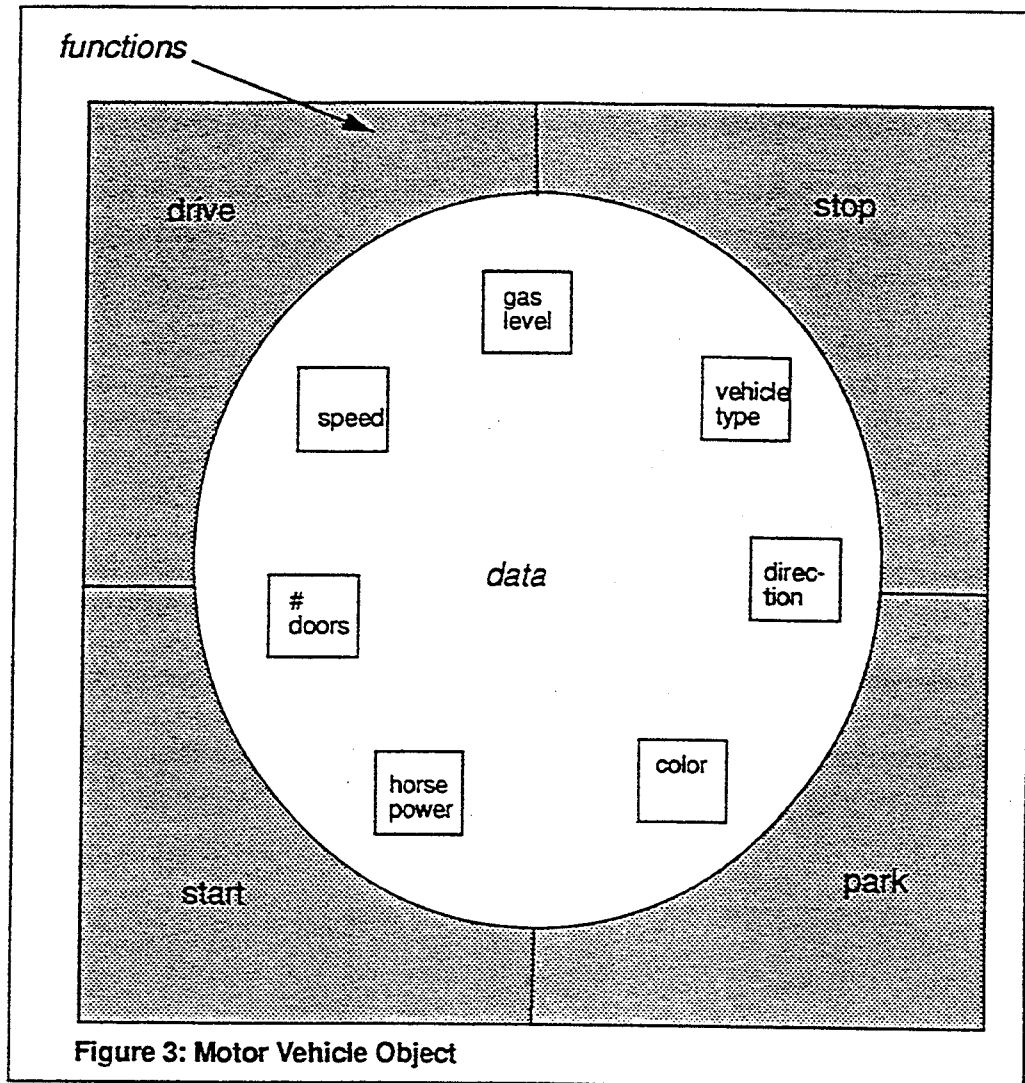 functions
drive
stop
gas
level
speed
vehicle
type
data
#
doors
direc-
tion
horse
power
color
start
park
Figure 3: Motor Vehicle Object